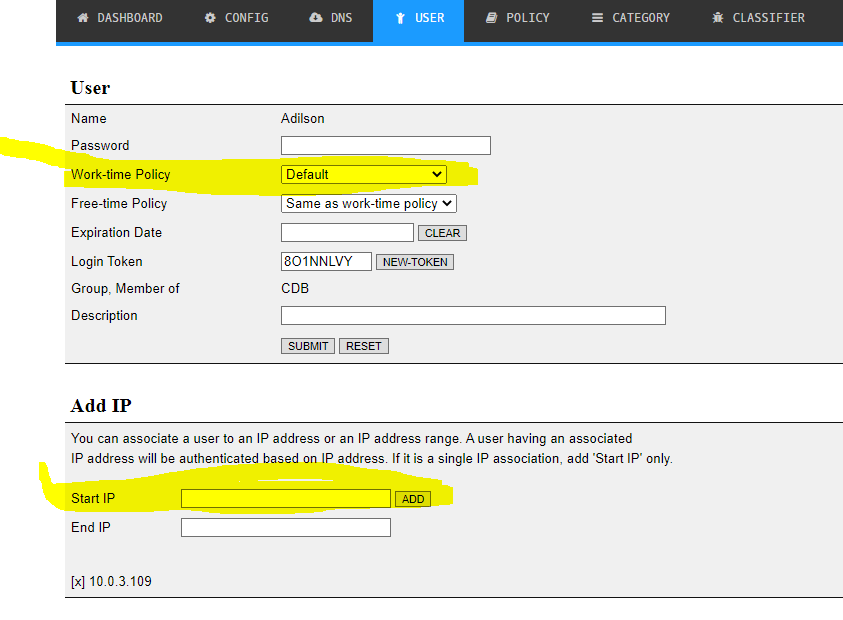 DASHBOARD CONFIG DNS USER POLICY CATEGORY CLASSIFIER
User
Name Adilson
Password
Work-time Policy Default
Free-time Policy Same as work-time policy
Expiration Date CLEAR
Login Token 8O1NNLVY NEW-TOKEN
Group, Member of CDB
Description
SUBMIT RESET
Add IP
You can associate a user to an IP address or an IP address range. A user having an associated
IP address will be authenticated based on IP address. If it is a single IP association, add 'Start IP' only.
Start IP ADD
End IP
[x] 10.0.3.109